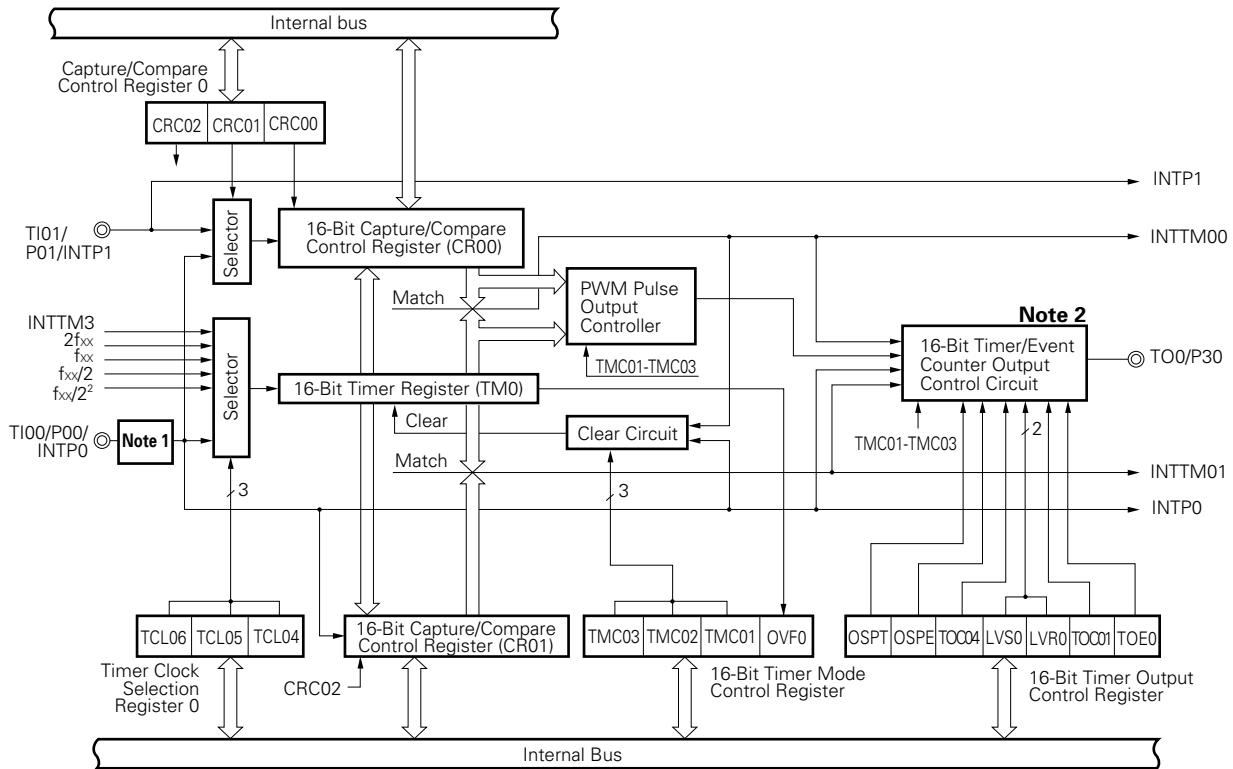 Internal bus
Capture/Compare
Control Register 0
CRC02 CRC01 CRC00
INTP1
TI01/
P01/INTP1
Selector
16-Bit Capture/Compare
Control Register (CR00)
INTTM00
Match
PWM Pulse
Output
Controller
TMC01-TMC03
INTTM3
2fxx
fxx
fxx/2
fxx/2²
Selector
16-Bit Timer Register (TM0)
Note 2
16-Bit Timer/Event
Counter Output
Control Circuit
TO0/P30
TI00/P00/
INTP0
Note 1
Clear
Clear Circuit
TMC01-TMC03
2
Match
INTTM01
3
3
INTP0
TCL06 TCL05 TCL04
16-Bit Capture/Compare
Control Register (CR01)
TMC03 TMC02 TMC01 OVF0
OSPT OSPE TOC04 LVS0 LVR0 TOC01 TOE0
Timer Clock
Selection
Register 0
CRC02
16-Bit Timer Mode
Control Register
16-Bit Timer Output
Control Register
Internal Bus